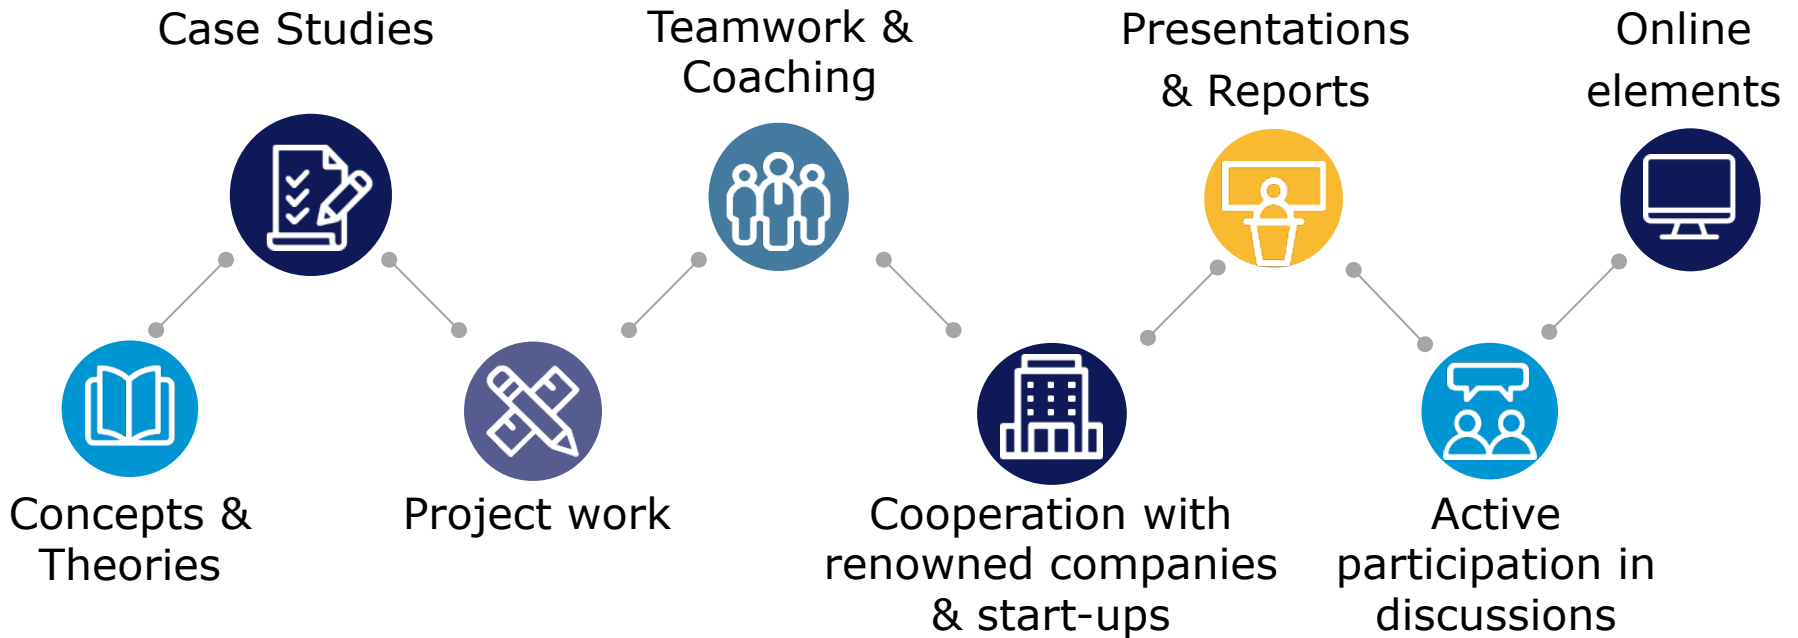 Case Studies
Teamwork &
Coaching
Presentations
& Reports
Online
elements
Concepts &
Theories
Project work
Cooperation with
renowned companies
& start-ups
Active
participation in
discussions